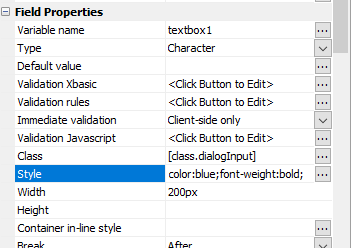 Field Properties
Variable name textbox1
Type Character
Default value
Validation Xbasic <Click Button to Edit>
Validation rules <Click Button to Edit>
Immediate validation Client-side only
Validation Javascript <Click Button to Edit>
Class [class.dialogInput]
Style color:blue;font-weight:bold;
Width 200px
Height
Container in-line style
Break After